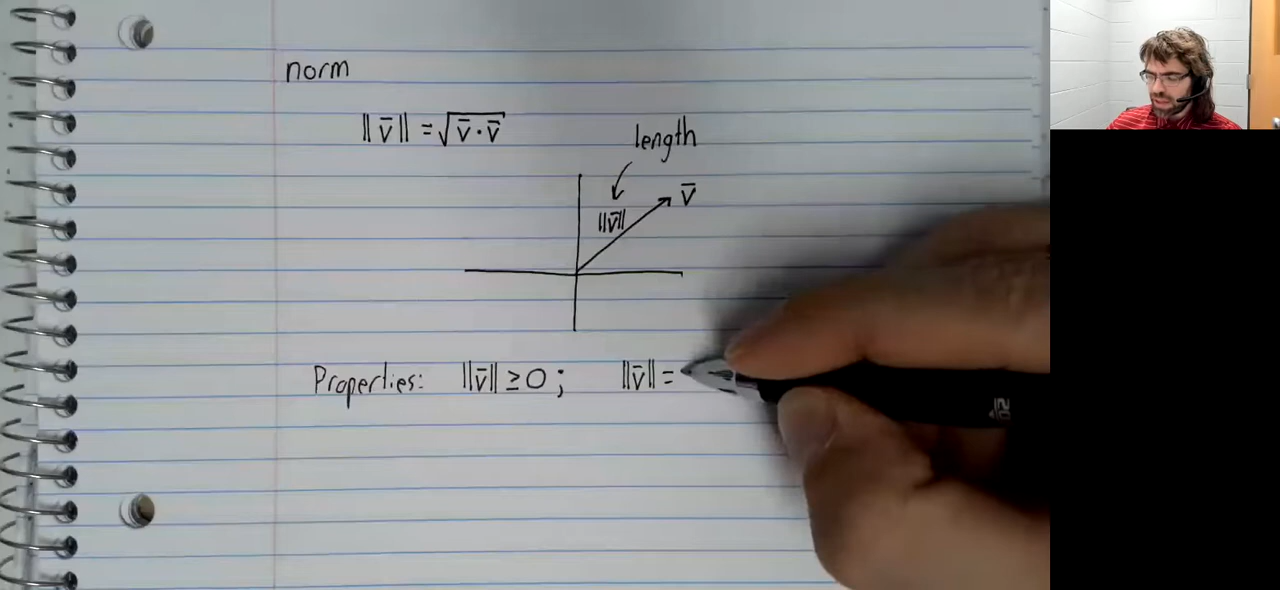 norm
‖v̄‖ = √(v̄ · v̄)
length
v̄
‖v̄‖
Properties: ‖v̄‖ ≥ 0 ; ‖v̄‖ =